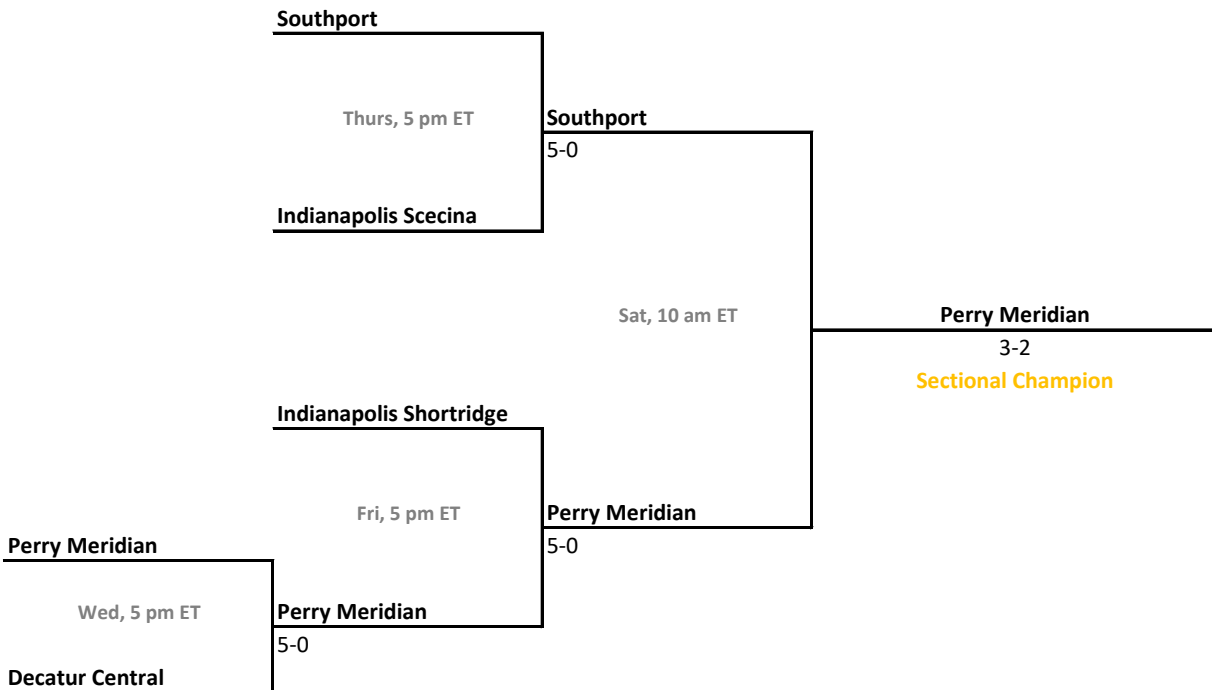 Southport
Thurs, 5 pm ET
Southport
5-0
Indianapolis Scecina
Sat, 10 am ET
Perry Meridian
3-2
Sectional Champion
Indianapolis Shortridge
Fri, 5 pm ET
Perry Meridian
5-0
Perry Meridian
Wed, 5 pm ET
Perry Meridian
5-0
Decatur Central